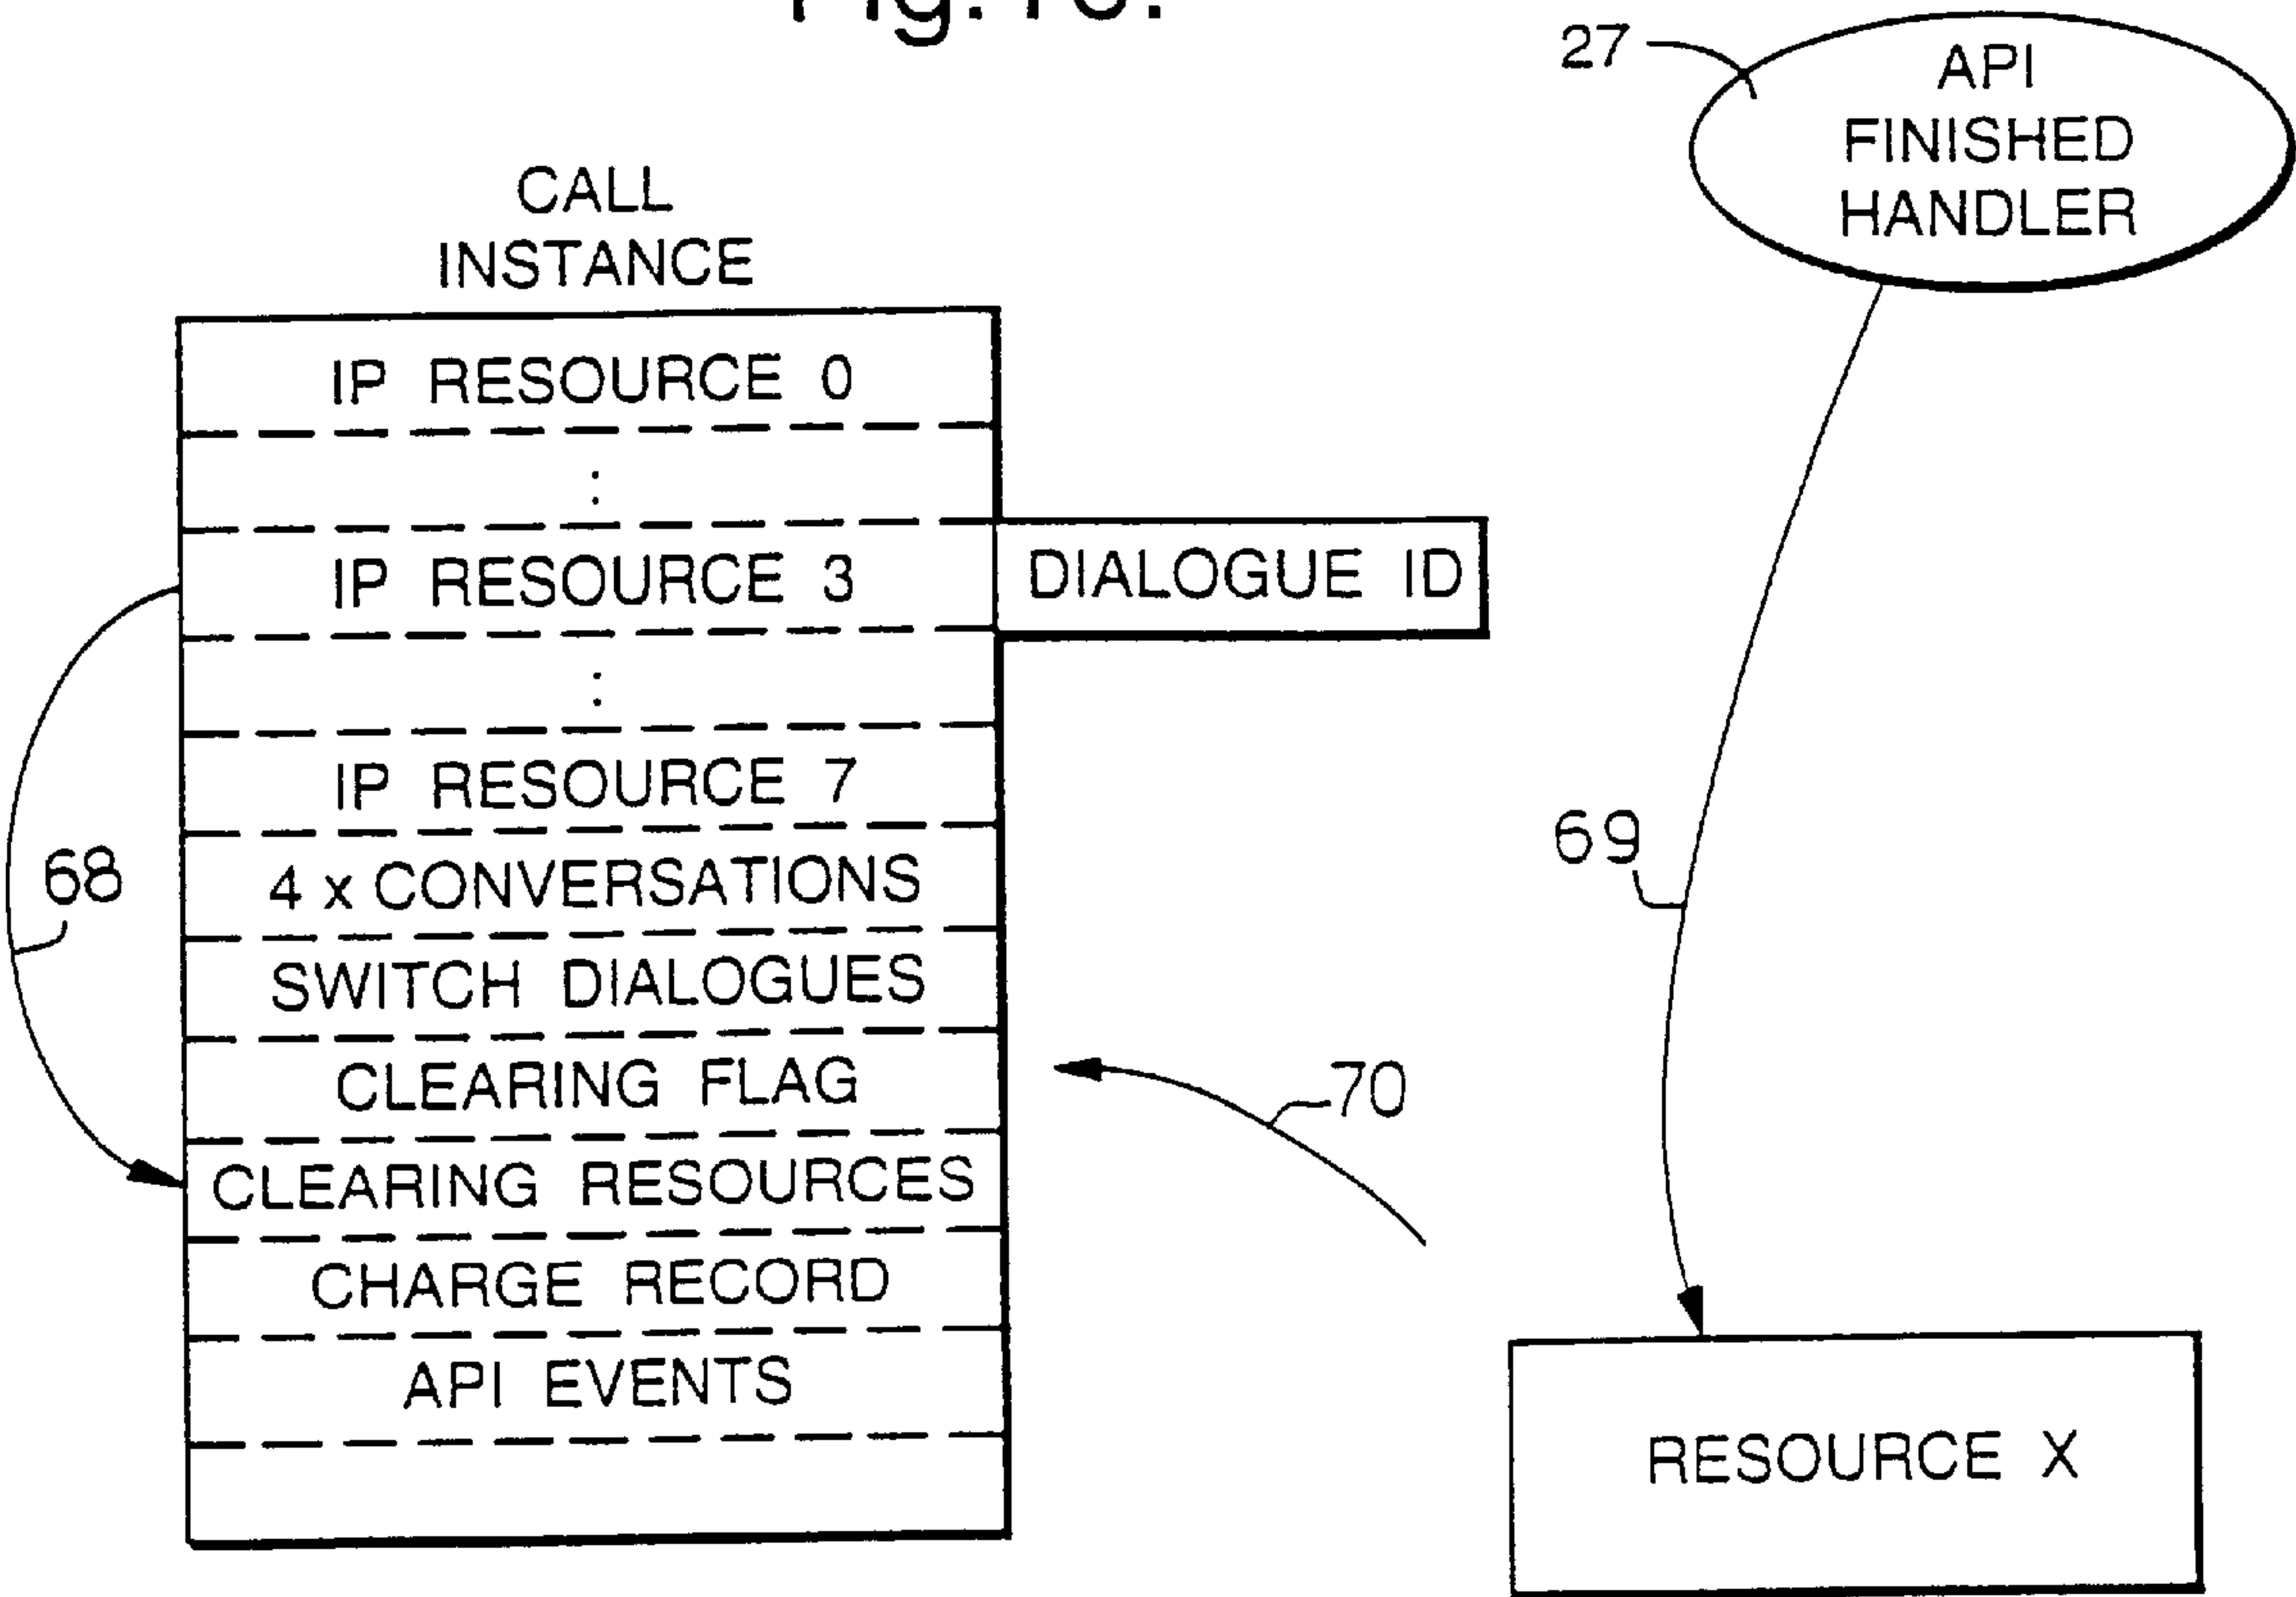 27
API
FINISHED
HANDLER
CALL
INSTANCE
IP RESOURCE 0
:
IP RESOURCE 3
DIALOGUE ID
:
IP RESOURCE 7
4 x CONVERSATIONS
SWITCH DIALOGUES
CLEARING FLAG
CLEARING RESOURCES
CHARGE RECORD
API EVENTS
68
69
70
RESOURCE X